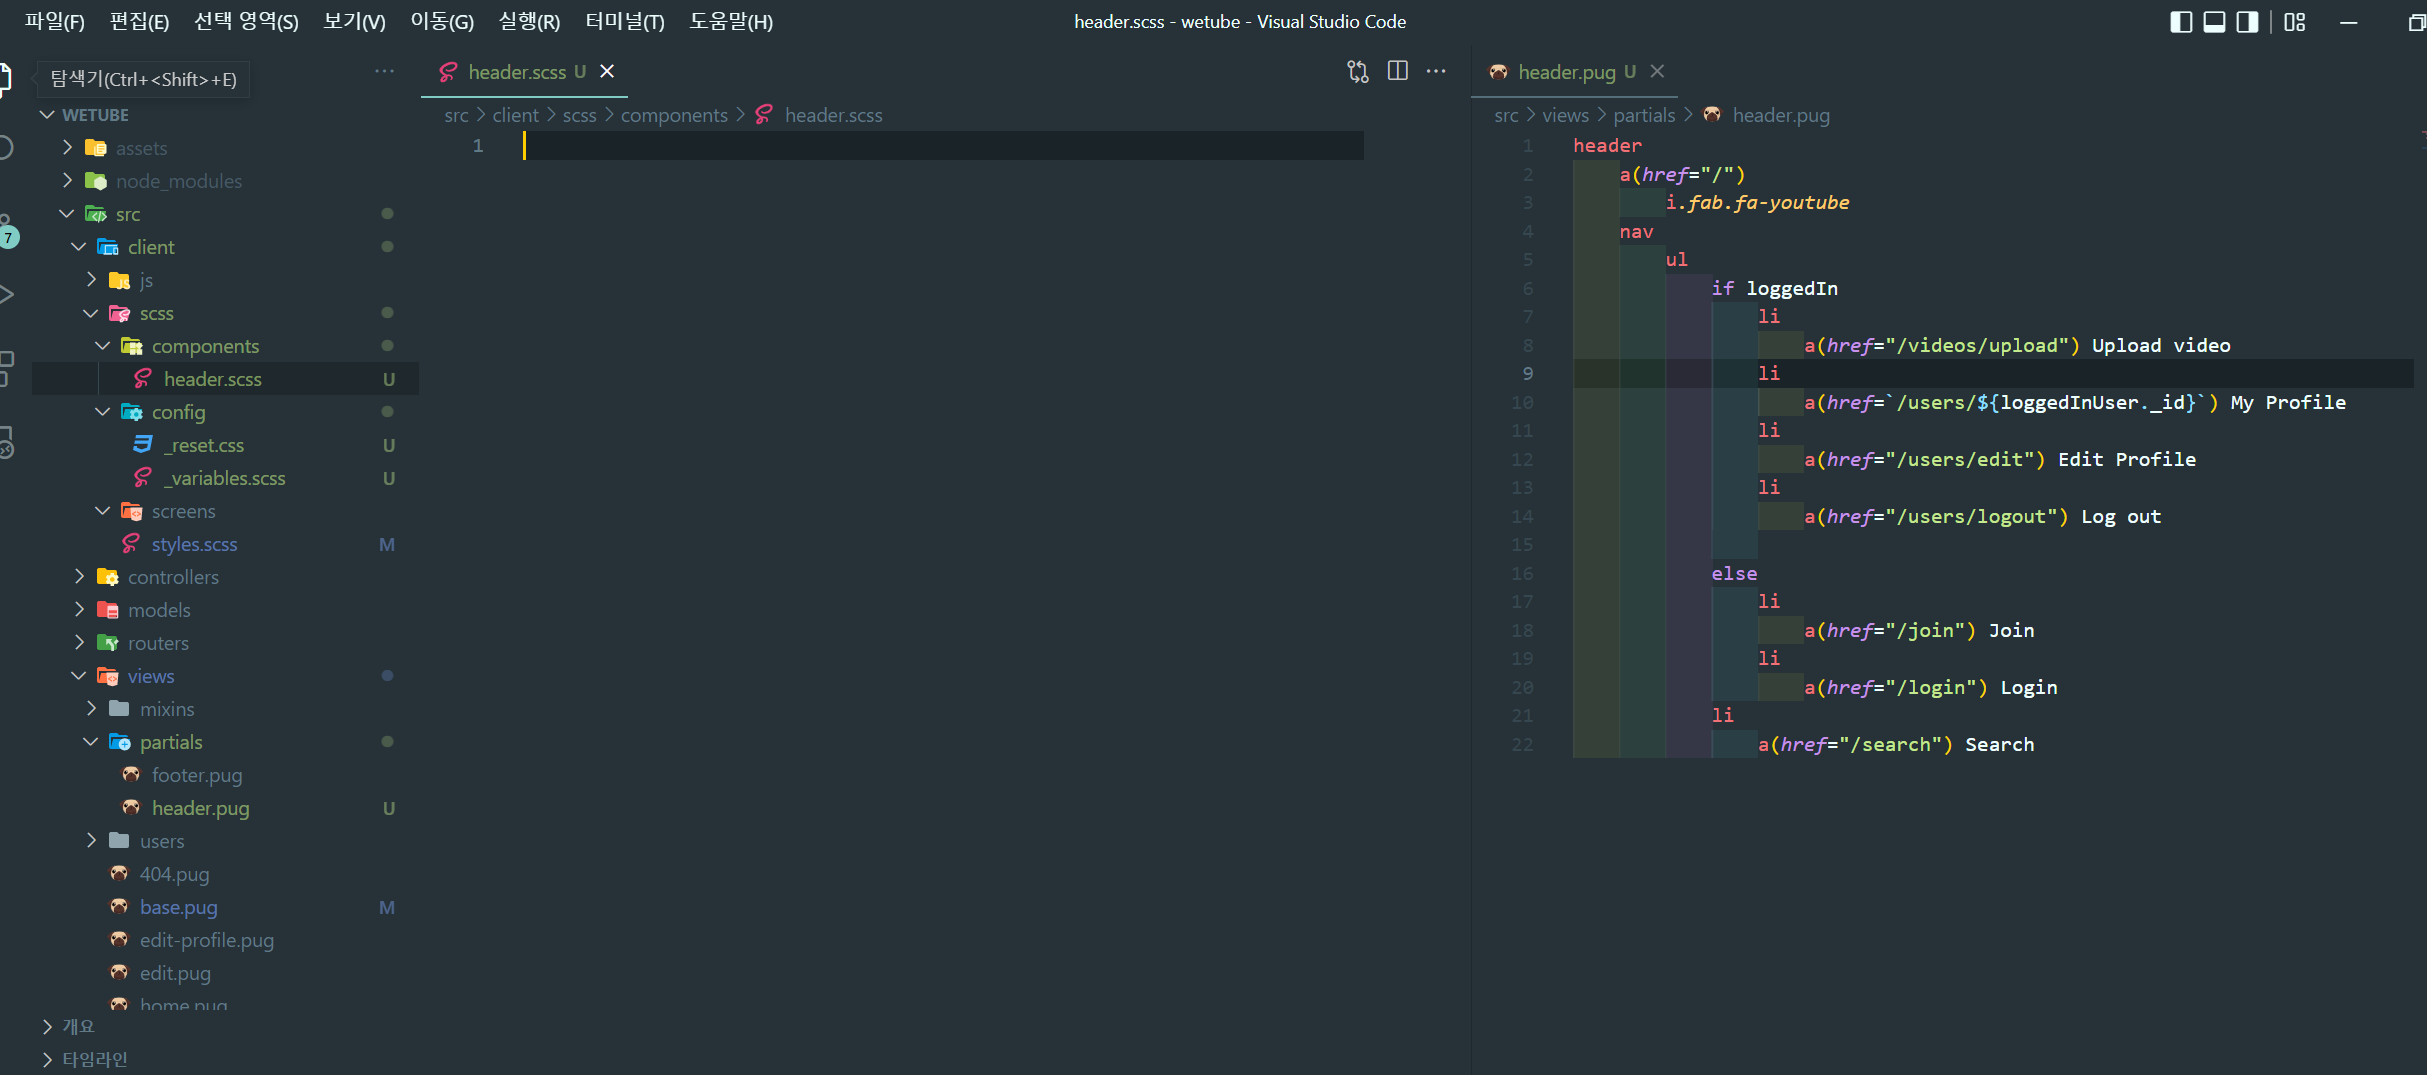 파일(F) 편집(E) 선택 영역(S) 보기(V) 이동(G) 실행(R) 터미널(T) 도움말(H) header.scss - wetube - Visual Studio Code
탐색기(Ctrl+<Shift>+E)
7
WETUBE
assets
node_modules
src
client
js
scss
components
header.scss U
config
_reset.css U
_variables.scss U
screens
styles.scss M
controllers
models
routers
views
mixins
partials
footer.pug
header.pug U
users
404.pug
base.pug M
edit-profile.pug
edit.pug
home.pug
개요
타임라인
header.scss U
src > client > scss > components > header.scss
1
header.pug U
src > views > partials > header.pug
1 header
2 a(href="/")
3 i.fab.fa-youtube
4 nav
5 ul
6 if loggedIn
7 li
8 a(href="/videos/upload") Upload video
9 li
10 a(href=`/users/${loggedInUser._id}`) My Profile
11 li
12 a(href="/users/edit") Edit Profile
13 li
14 a(href="/users/logout") Log out
15
16 else
17 li
18 a(href="/join") Join
19 li
20 a(href="/login") Login
21 li
22 a(href="/search") Search